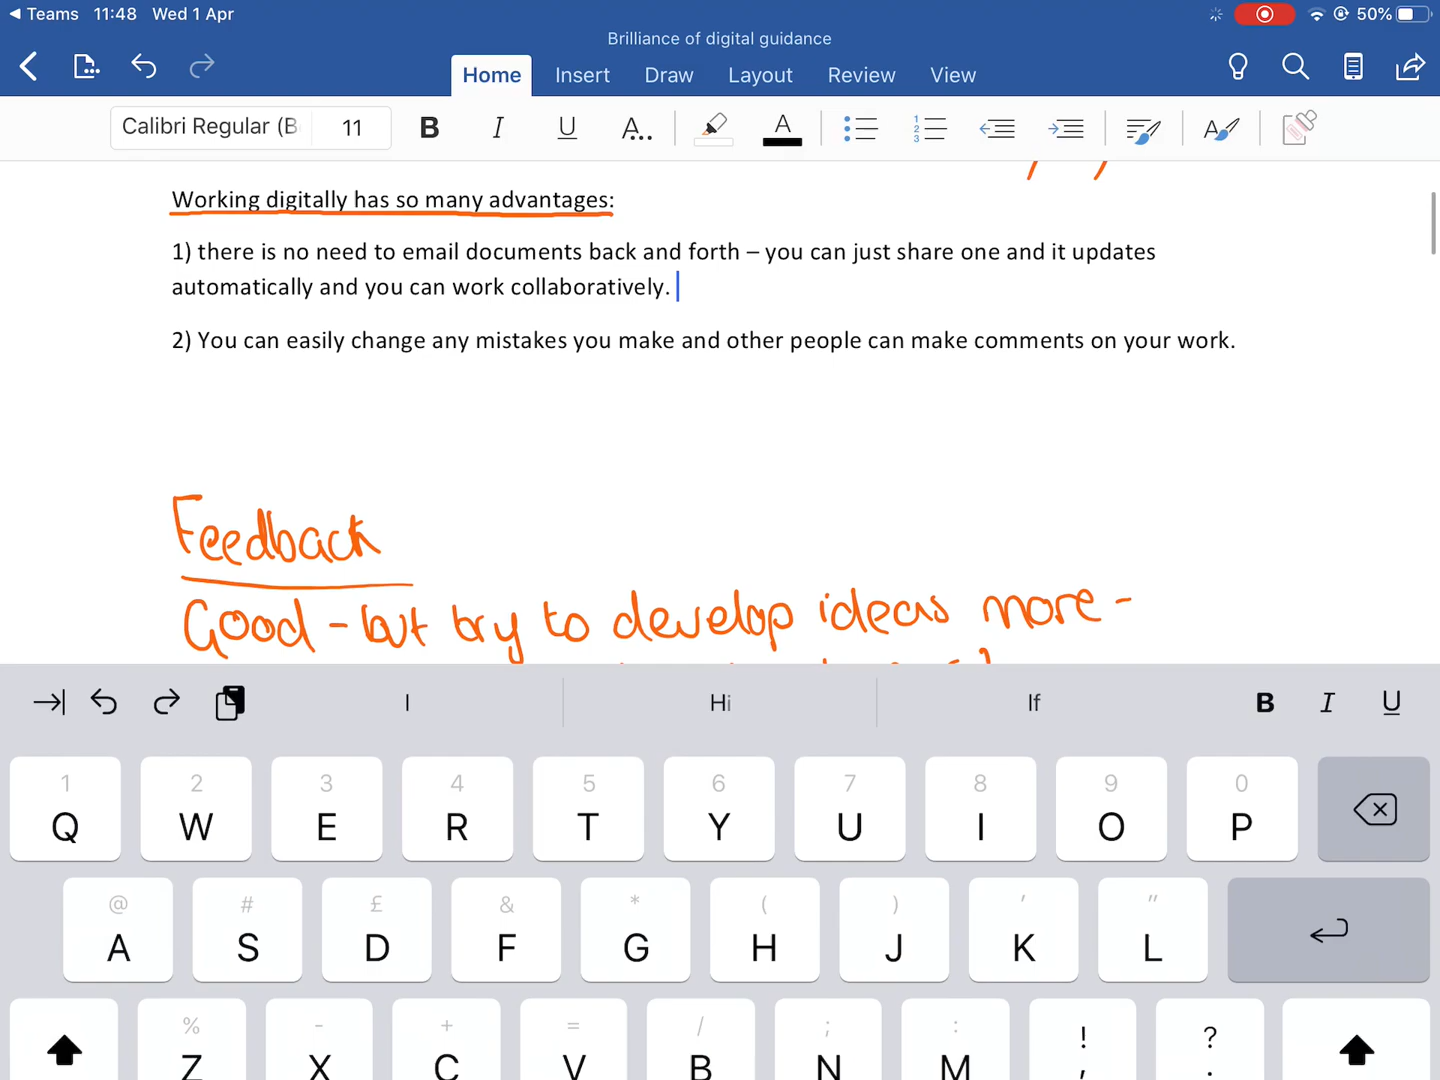 Teams 11:48 Wed 1 Apr 50%
Brilliance of digital guidance
Home Insert Draw Layout Review View
Calibri Regular (B 11 B I U A.. A
Working digitally has so many advantages:
1) there is no need to email documents back and forth – you can just share one and it updates
automatically and you can work collaboratively.
2) You can easily change any mistakes you make and other people can make comments on your work.
Feedback
Good - but try to develop ideas more -
I Hi If B I U
1 2 3 4 5 6 7 8 9 0
Q W E R T Y U I O P
@ # £ & * ( ) ' "
A S D F G H J K L
% - + = / ; : ! ?
Z X C V B N M , .